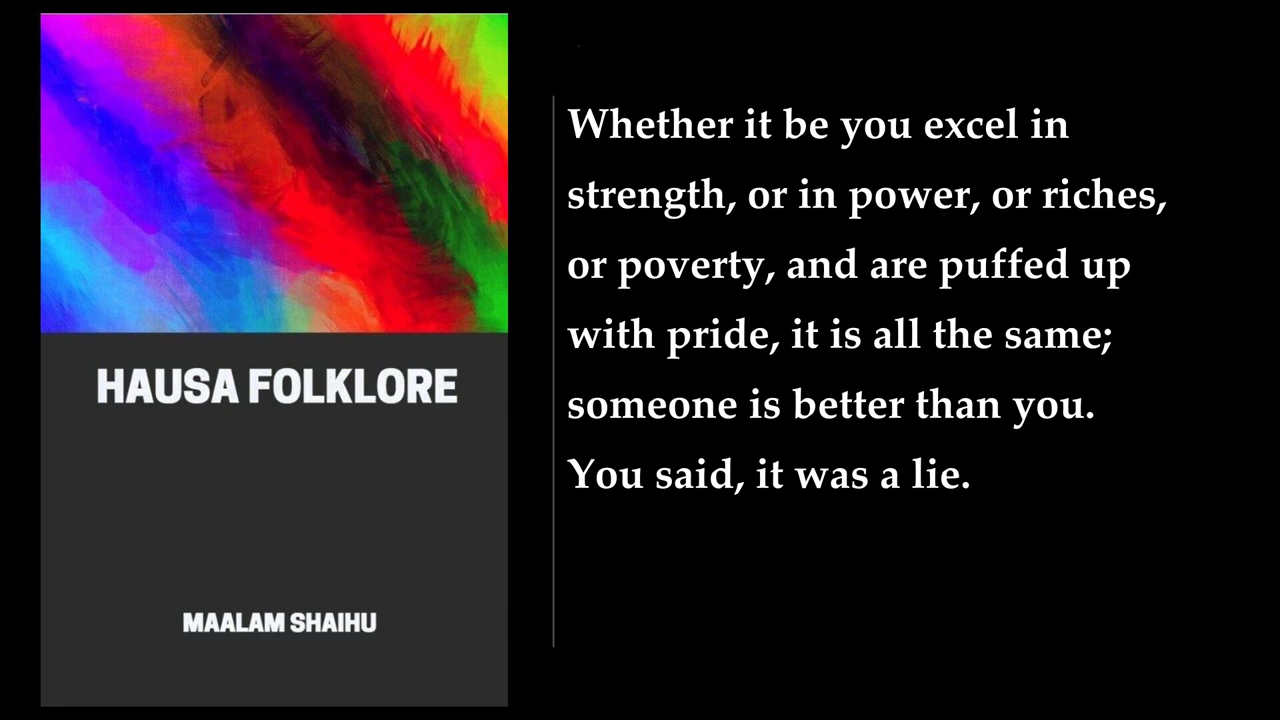 HAUSA FOLKLORE
MAALAM SHAIHU
Whether it be you excel in
strength, or in power, or riches,
or poverty, and are puffed up
with pride, it is all the same;
someone is better than you.
You said, it was a lie.